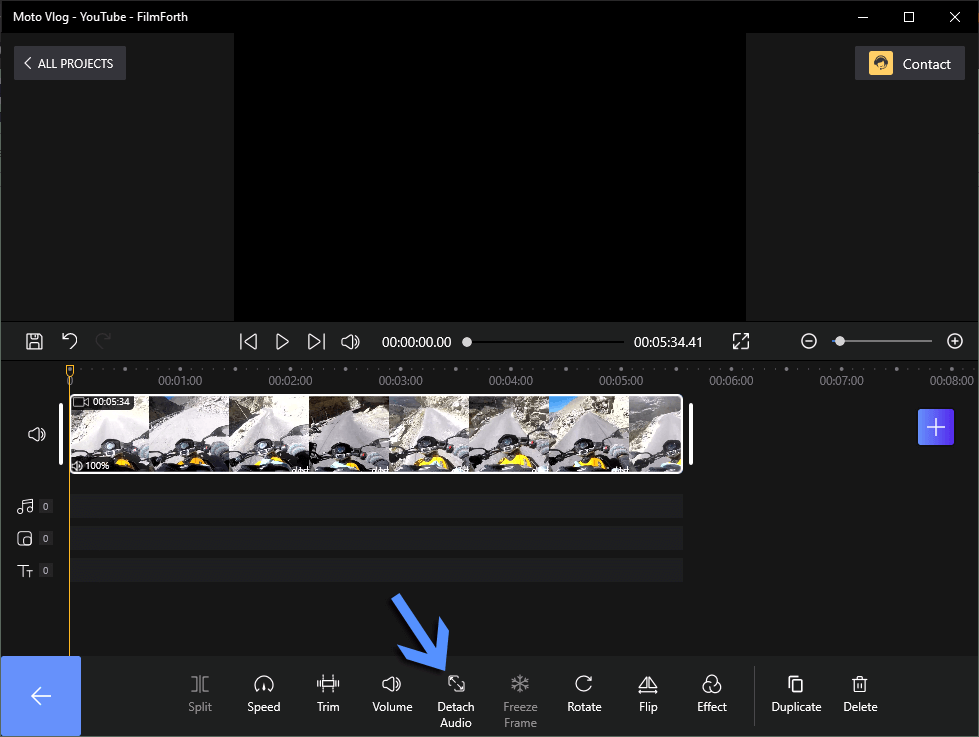 Moto Vlog - YouTube - FilmForth
ALL PROJECTS
Contact
00:00:00.00
00:05:34.41
0
00:01:00
00:02:00
00:03:00
00:04:00
00:05:00
00:06:00
00:07:00
00:08:00
00:05:34
100%
0
0
TT 0
Split
Speed
Trim
Volume
Detach
Audio
Freeze
Frame
Rotate
Flip
Effect
Duplicate
Delete